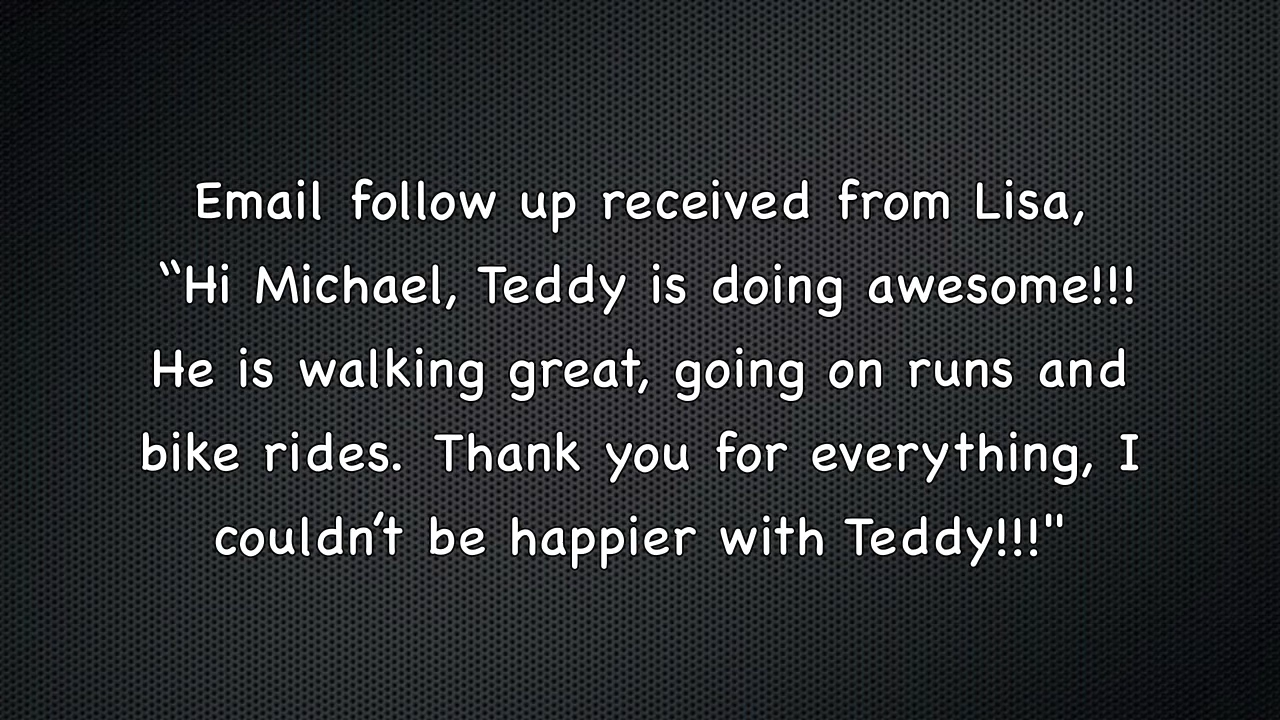 Email follow up received from Lisa,
“Hi Michael, Teddy is doing awesome!!!
He is walking great, going on runs and
bike rides. Thank you for everything, I
couldn’t be happier with Teddy!!!"